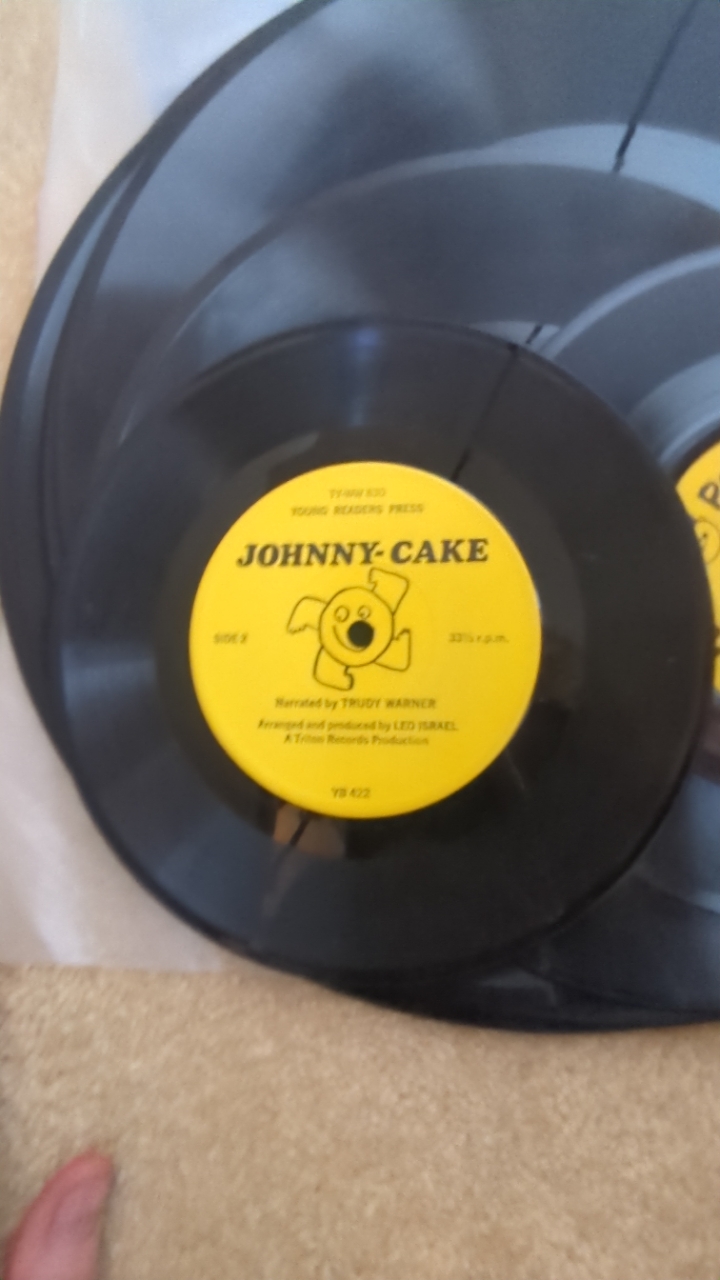 YOUNG READERS PRESS
JOHNNY-CAKE
SIDE 2
33⅓ r.p.m.
Narrated by TRUDY WARNER
Arranged and produced by LEO ISRAEL
A Triton Records Production
YB 422